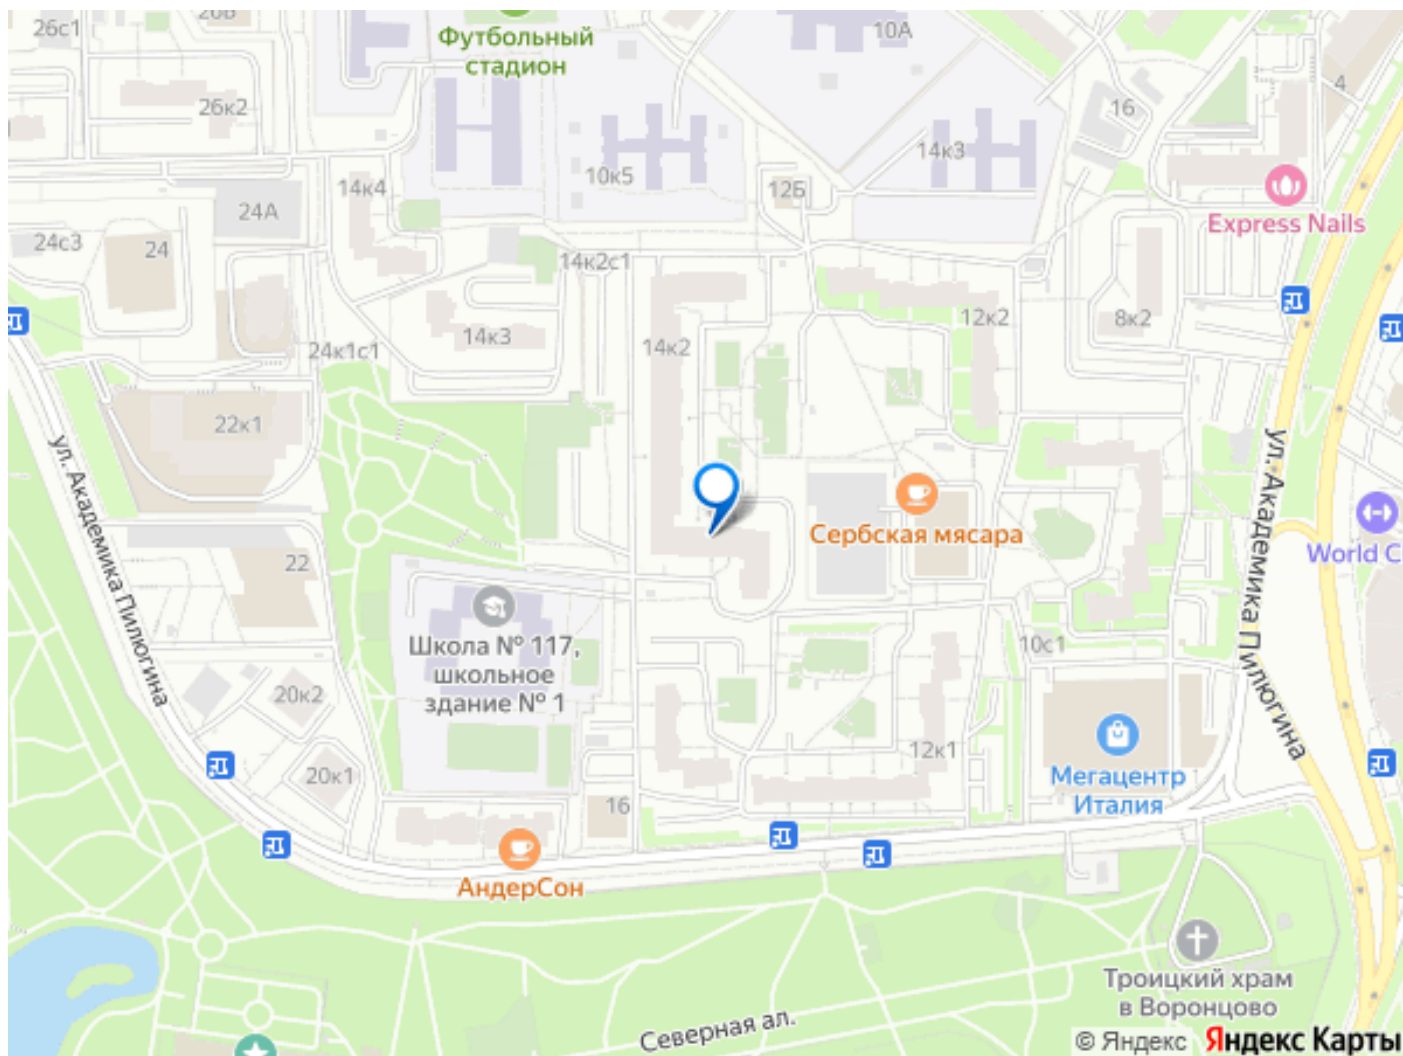 26с1
26Б
Футбольный
стадион
10А
4
26к2
16
14к3
14к4
10к5
12Б
24А
Express Nails
24с3
24
14к2с1
12к2
8к2
14к3
14к2
24к1с1
22к1
ул. Академика Пилюгина
ул. Академика Пилюгина
Сербская мясара
World C
22
Школа № 117,
школьное
здание № 1
10с1
20к2
12к1
20к1
Мегацентр
Италия
16
АндерСон
Троицкий храм
в Воронцово
Северная ал.
© Яндекс Яндекс Карты